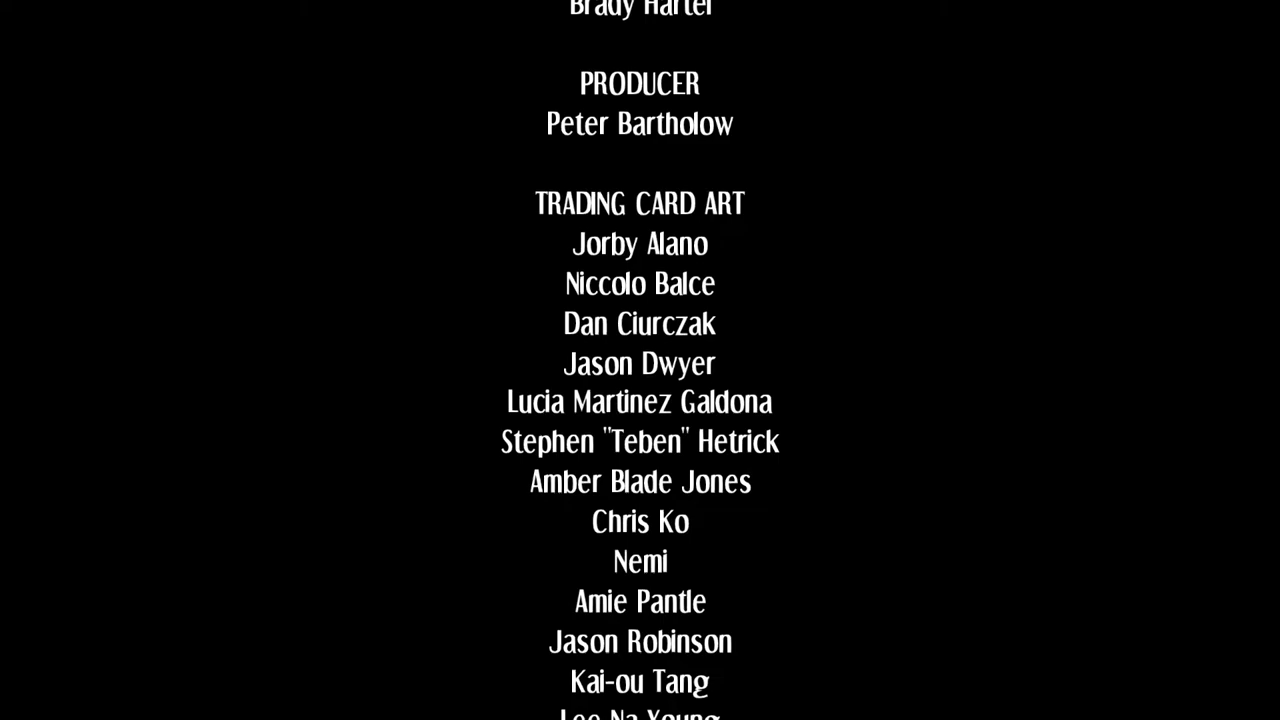 Brady Hartel
PRODUCER
Peter Bartholow
TRADING CARD ART
Jorby Alano
Niccolo Balce
Dan Ciurczak
Jason Dwyer
Lucia Martinez Galdona
Stephen "Teben" Hetrick
Amber Blade Jones
Chris Ko
Nemi
Amie Pantle
Jason Robinson
Kai-ou Tang
Lee Na Young